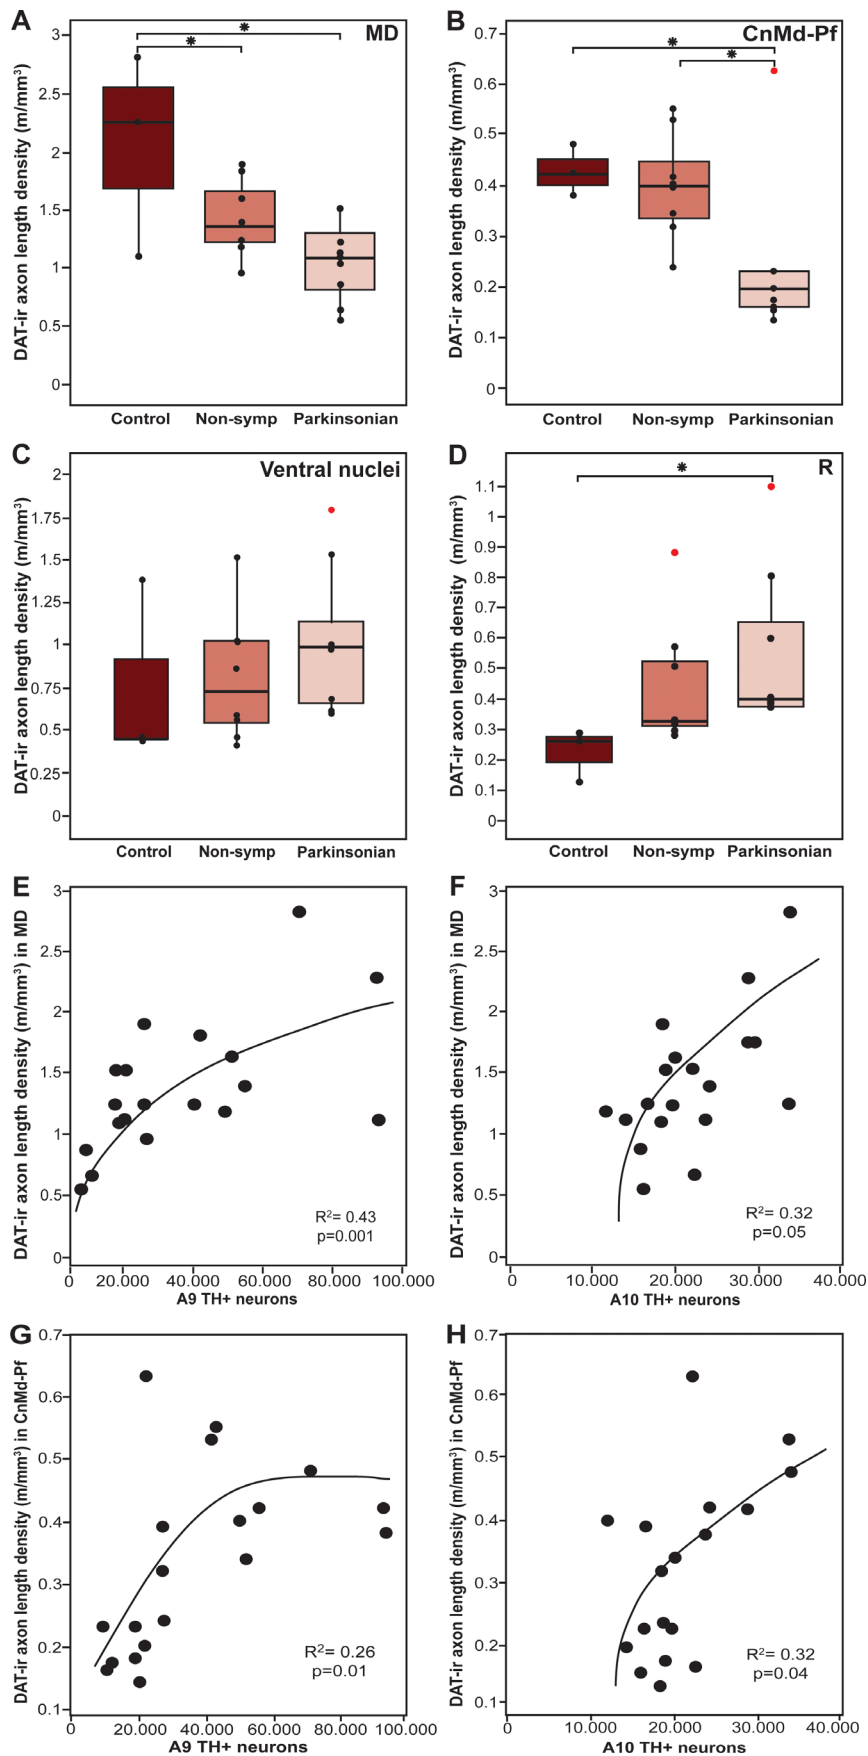 A
MD
DAT-ir axon length density (m/mm³)
3
2.5
2
1.5
1
0.5
0
*
*
Control Non-symp Parkinsonian
B
CnMd-Pf
DAT-ir axon length density (m/mm³)
0.7
0.6
0.5
0.4
0.3
0.2
0.1
0
*
*
Control Non-symp Parkinsonian
C
Ventral nuclei
DAT-ir axon length density (m/mm³)
2
1.75
1.5
1.25
1
0.75
0.5
0.25
0
Control Non-symp Parkinsonian
D
R
DAT-ir axon length density (m/mm³)
1.1
1
0.9
0.8
0.7
0.6
0.5
0.4
0.3
0.2
0.1
0
*
Control Non-symp Parkinsonian
E
DAT-ir axon length density (m/mm³) in MD
3
2.5
2
1.5
1
0.5
0
R²= 0.43
p=0.001
0 20.000 40.000 60.000 80.000 100.000
A9 TH+ neurons
F
DAT-ir axon length density (m/mm³) in MD
3
2.5
2
1.5
1
0.5
0
R²= 0.32
p=0.05
0 10.000 20.000 30.000 40.000
A10 TH+ neurons
G
DAT-ir axon length density (m/mm³) in CnMd-Pf
0.7
0.6
0.5
0.4
0.3
0.2
0.1
R²= 0.26
p=0.01
0 20.000 40.000 60.000 80.000 100.000
A9 TH+ neurons
H
DAT-ir axon length density (m/mm³) in CnMd-Pf
0.7
0.6
0.5
0.4
0.3
0.2
0.1
R²= 0.32
p=0.04
0 10.000 20.000 30.000 40.000
A10 TH+ neurons